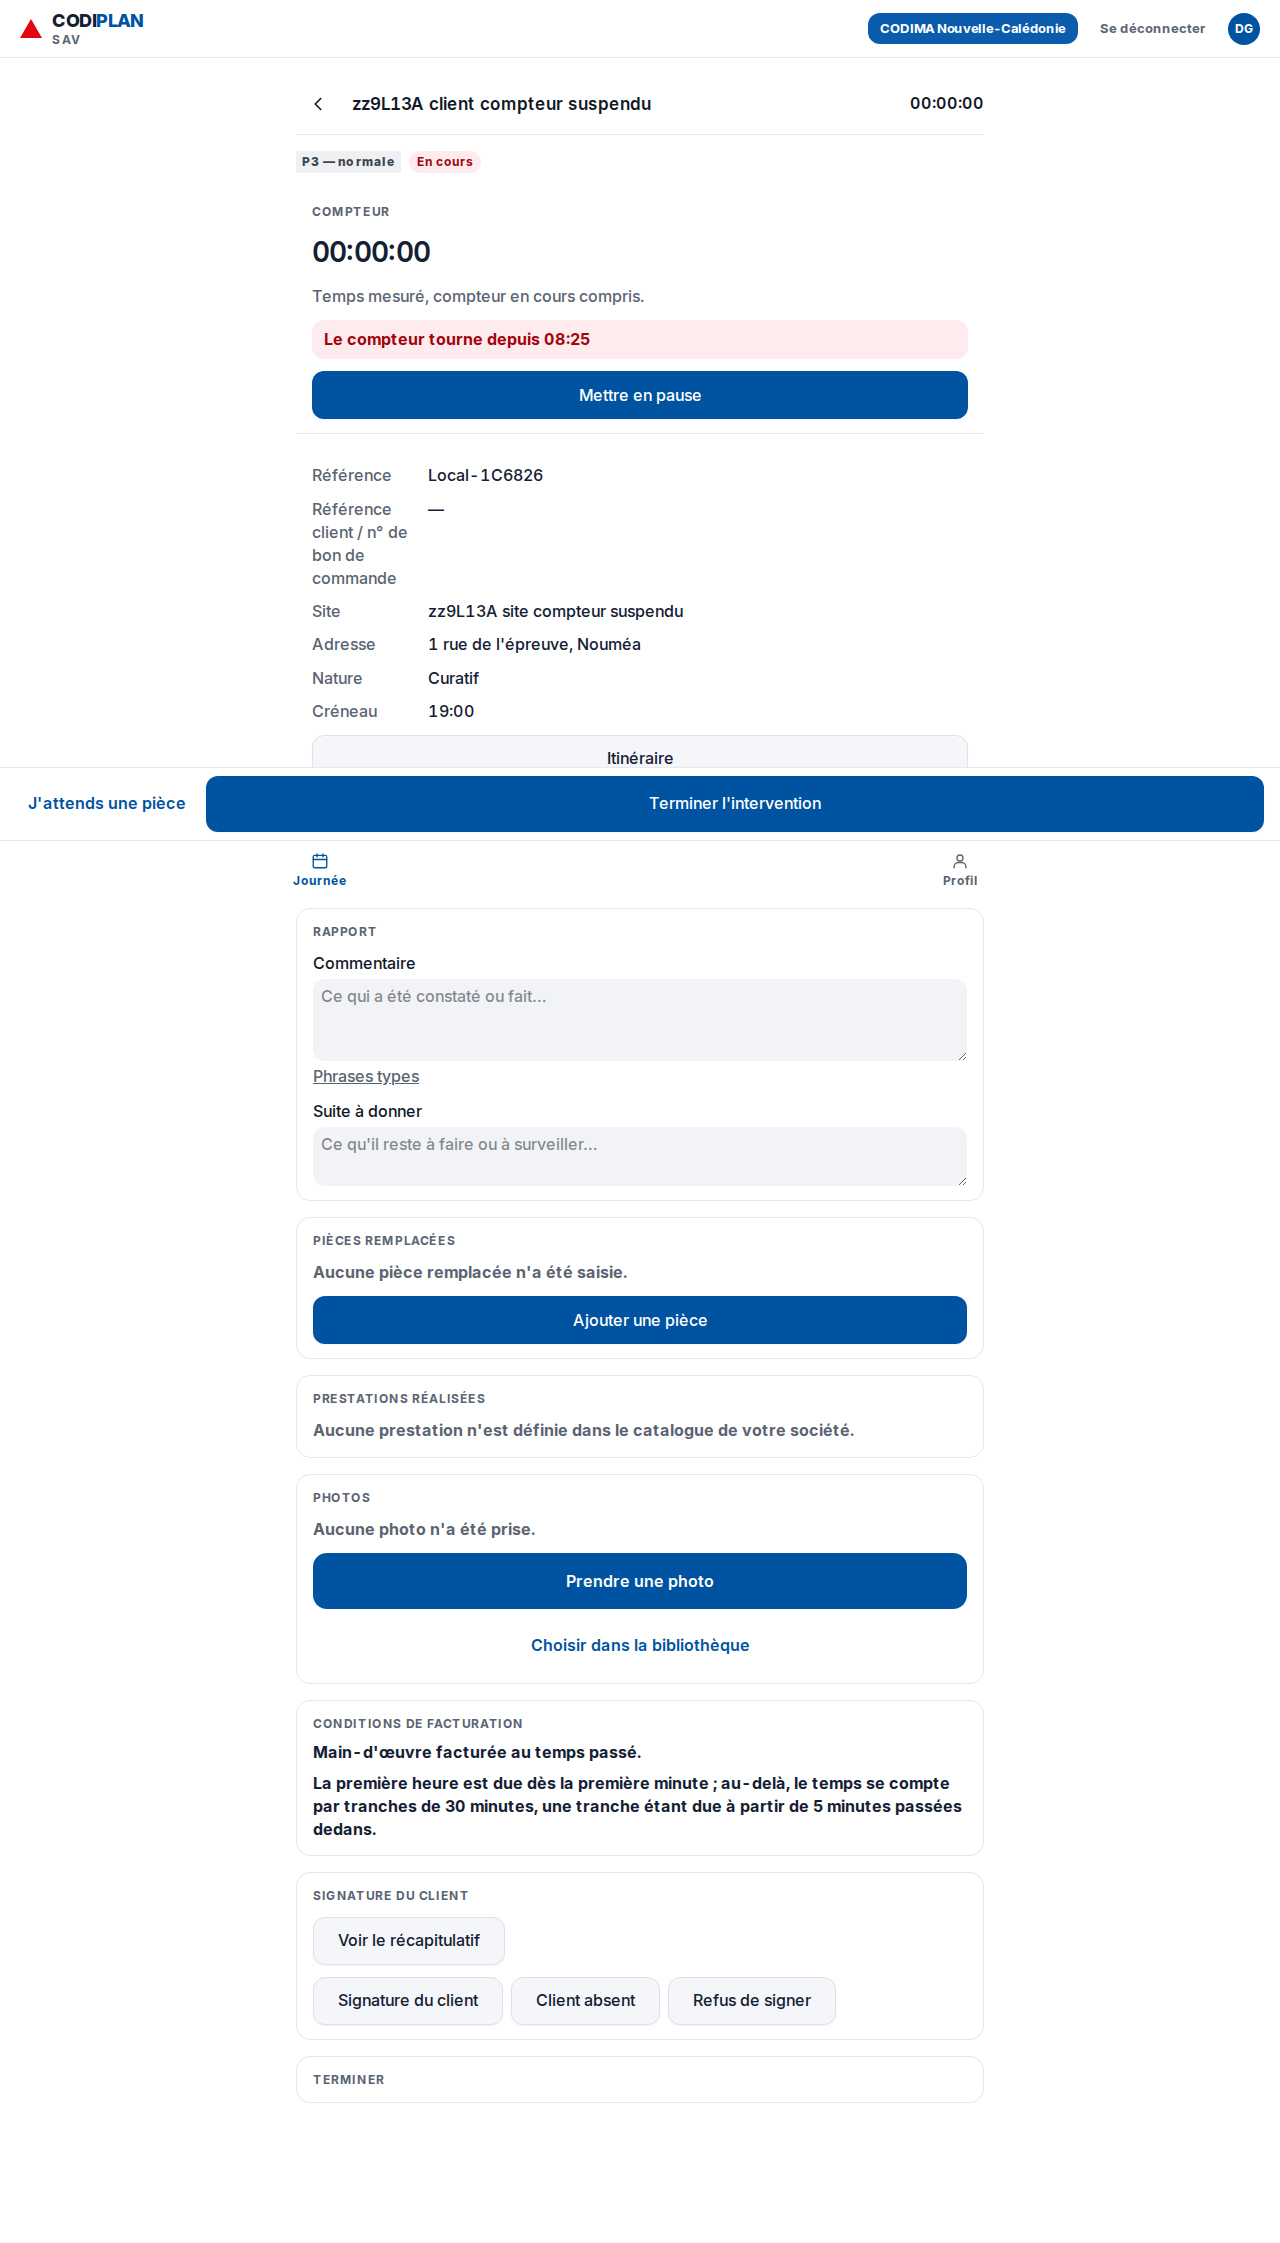 CODIPLAN
SAV
CODIMA Nouvelle-Calédonie
Se déconnecter
DG
zz9L13A client compteur suspendu
00:00:00
P3 — normale
En cours
COMPTEUR
00:00:00
Temps mesuré, compteur en cours compris.
Le compteur tourne depuis 08:25
Mettre en pause
Référence
Local-1C6826
Référence
—
client / n° de
bon de
commande
Site
zz9L13A site compteur suspendu
Adresse
1 rue de l'épreuve, Nouméa
Nature
Curatif
Créneau
19:00
Itinéraire
J'attends une pièce
Terminer l'intervention
Journée
Profil
RAPPORT
Commentaire
Ce qui a été constaté ou fait…
Phrases types
Suite à donner
Ce qu'il reste à faire ou à surveiller…
PIÈCES REMPLACÉES
Aucune pièce remplacée n'a été saisie.
Ajouter une pièce
PRESTATIONS RÉALISÉES
Aucune prestation n'est définie dans le catalogue de votre société.
PHOTOS
Aucune photo n'a été prise.
Prendre une photo
Choisir dans la bibliothèque
CONDITIONS DE FACTURATION
Main-d'œuvre facturée au temps passé.
La première heure est due dès la première minute ; au-delà, le temps se compte
par tranches de 30 minutes, une tranche étant due à partir de 5 minutes passées
dedans.
SIGNATURE DU CLIENT
Voir le récapitulatif
Signature du client
Client absent
Refus de signer
TERMINER